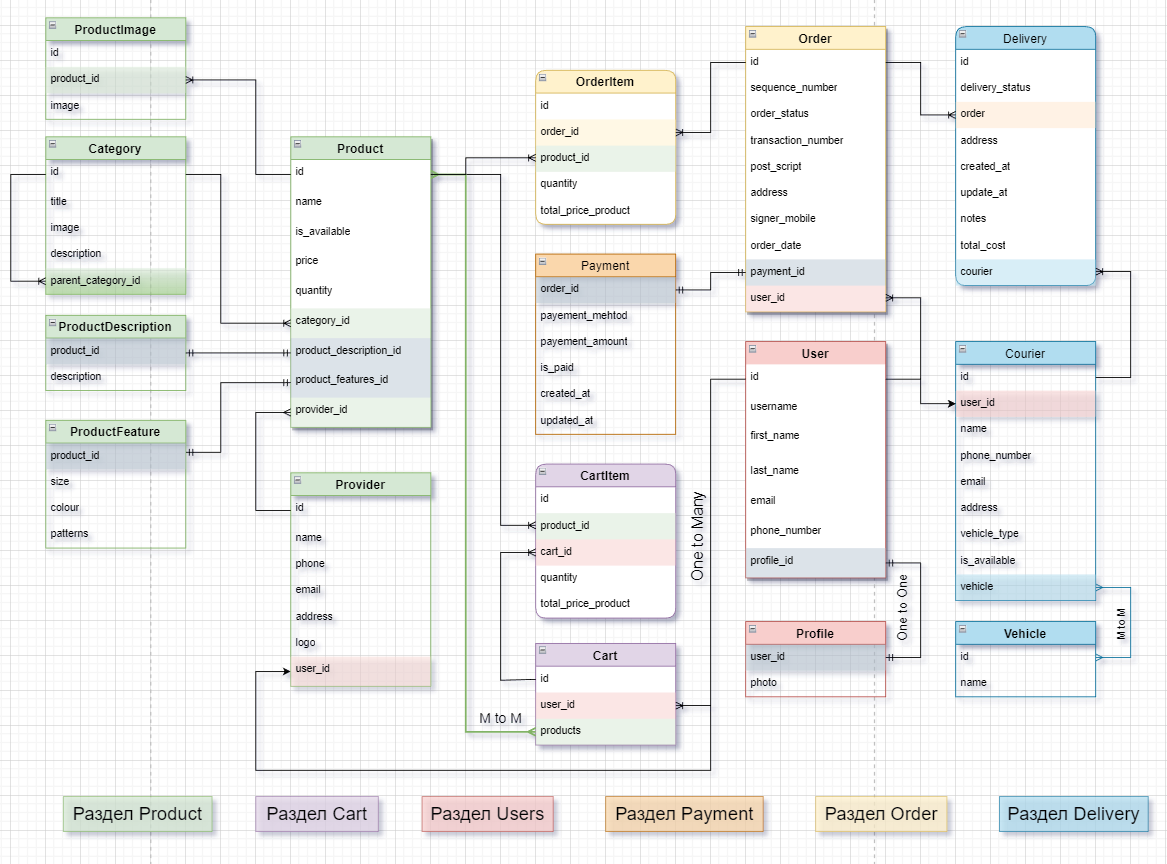 ProductImage
id
product_id
image
Category
id
title
image
description
parent_category_id
ProductDescription
product_id
description
ProductFeature
product_id
size
colour
patterns
Product
id
name
is_available
price
quantity
category_id
product_description_id
product_features_id
provider_id
Provider
id
name
phone
email
address
logo
user_id
OrderItem
id
order_id
product_id
quantity
total_price_product
Payment
order_id
payement_mehtod
payement_amount
is_paid
created_at
updated_at
CartItem
id
product_id
cart_id
quantity
total_price_product
Cart
id
user_id
products
M to M
One to Many
Order
id
sequence_number
order_status
transaction_number
post_script
address
signer_mobile
order_date
payment_id
user_id
User
id
username
first_name
last_name
email
phone_number
profile_id
One to One
Profile
user_id
photo
Delivery
id
delivery_status
order
address
created_at
update_at
notes
total_cost
courier
Courier
id
user_id
name
phone_number
email
address
vehicle_type
is_available
vehicle
M to M
Vehicle
id
name
Раздел Product
Раздел Cart
Раздел Users
Раздел Payment
Раздел Order
Раздел Delivery